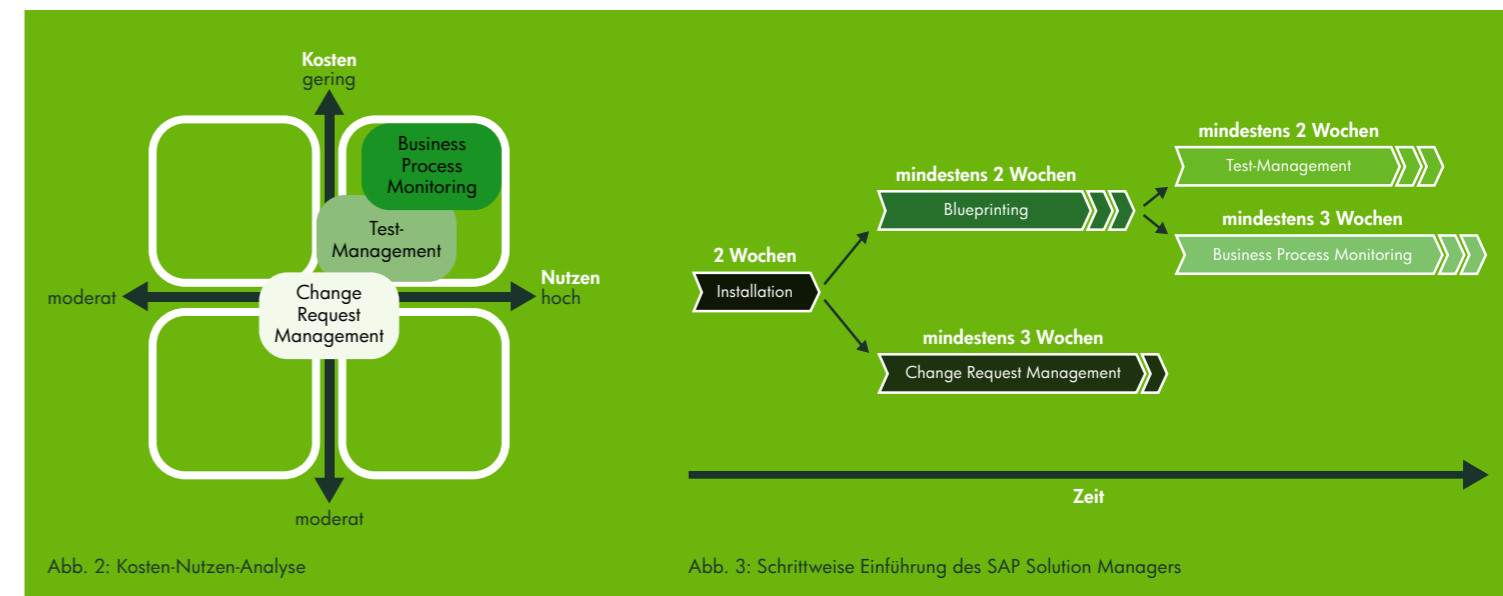 Kosten
gering
Business
Process
Monitoring
Test-
Management
Nutzen
hoch
moderat
Change
Request
Management
moderat
Abb. 2: Kosten-Nutzen-Analyse
2 Wochen
Installation
mindestens 2 Wochen
Blueprinting
mindestens 2 Wochen
Test-Management
mindestens 3 Wochen
Business Process Monitoring
mindestens 3 Wochen
Change Request Management
Zeit
Abb. 3: Schrittweise Einführung des SAP Solution Managers